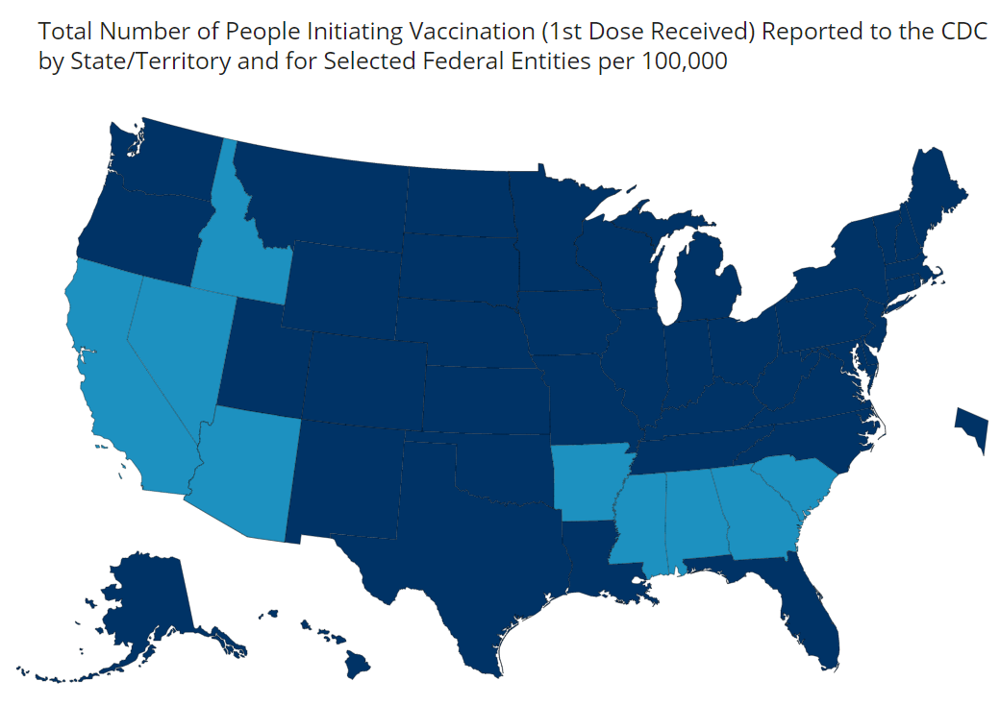 Total Number of People Initiating Vaccination (1st Dose Received) Reported to the CDC
by State/Territory and for Selected Federal Entities per 100,000